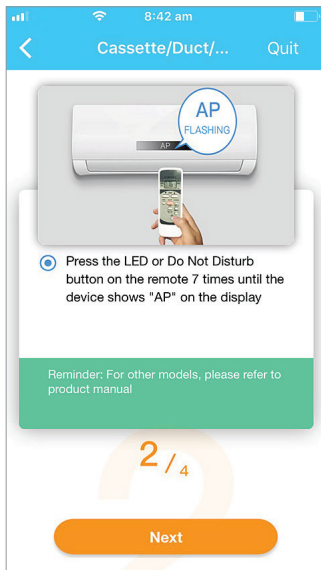 8:42 am
Cassette/Duct/...
Quit
AP
FLASHING
AP
Press the LED or Do Not Disturb
button on the remote 7 times until the
device shows "AP" on the display
Reminder: For other models, please refer to
product manual
2/4
Next